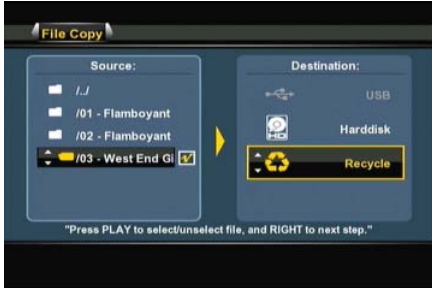 File Copy
Source:
Destination:
/../
/01 - Flamboyant
/02 - Flamboyant
/03 - West End Gi
USB
HD
Harddisk
Recycle
"Press PLAY to select/unselect file, and RIGHT to next step."